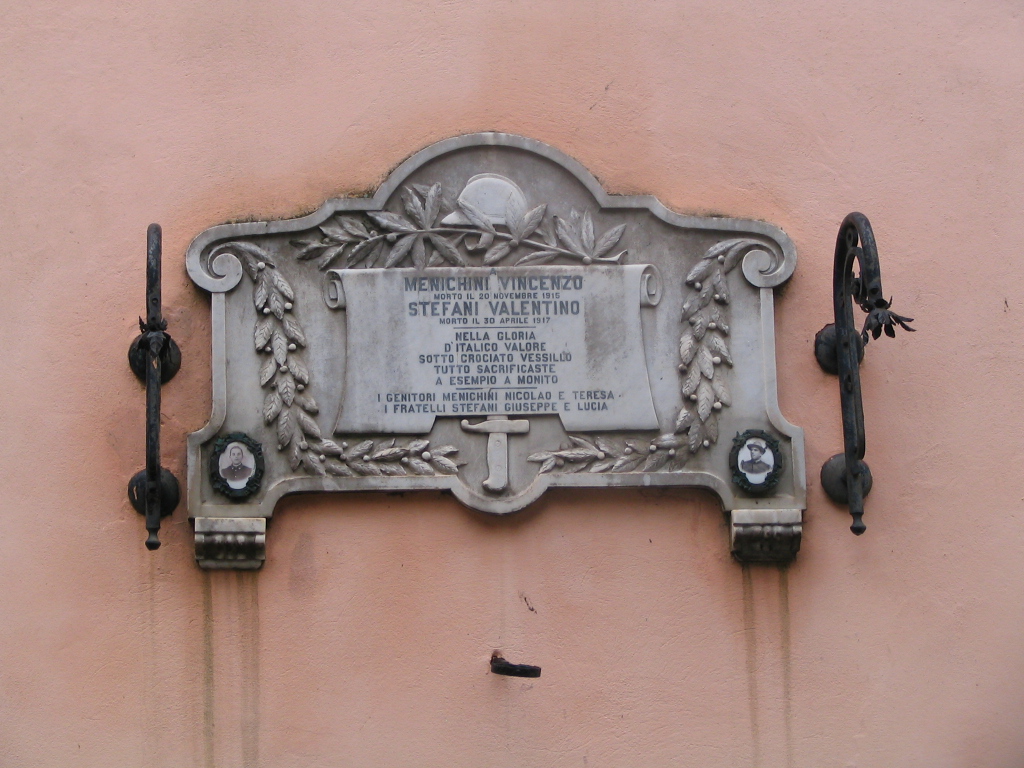 MENICHINI VINCENZO
MORTO IL 20 NOVEMBRE 1915
STEFANI VALENTINO
MORTO IL 30 APRILE 1917
NELLA GLORIA
D'ITALICO VALORE
SOTTO CROCIATO VESSILLO
TUTTO SACRIFICASTE
A ESEMPIO A MONITO
I GENITORI MENICHINI NICOLAO E TERESA
I FRATELLI STEFANI GIUSEPPE E LUCIA